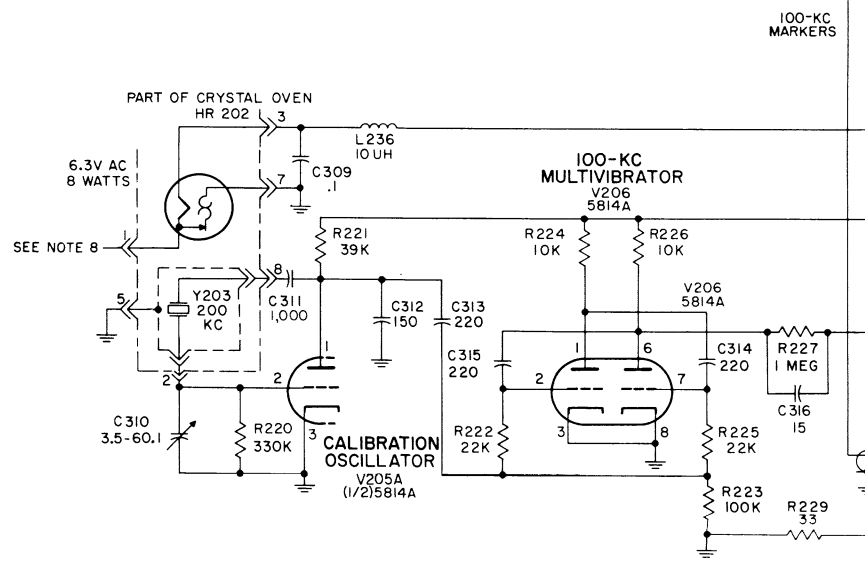 100-KC
MARKERS
PART OF CRYSTAL OVEN
HR 202
3
L236
10 UH
6.3V AC
8 WATTS
C309
.1
7
100-KC
MULTIVIBRATOR
V206
5814A
R221
39K
R224
10K
R226
10K
SEE NOTE 8
1
8
5
Y203
200
KC
C311
1,000
C312
150
C313
220
V206
5814A
C315
220
C314
220
R227
1 MEG
1
1
6
2
2
2
7
C316
15
C310
3.5-60.1
R220
330K
3
CALIBRATION
OSCILLATOR
V205A
(1/2)5814A
R222
22K
3
8
R225
22K
R223
100K
R229
33